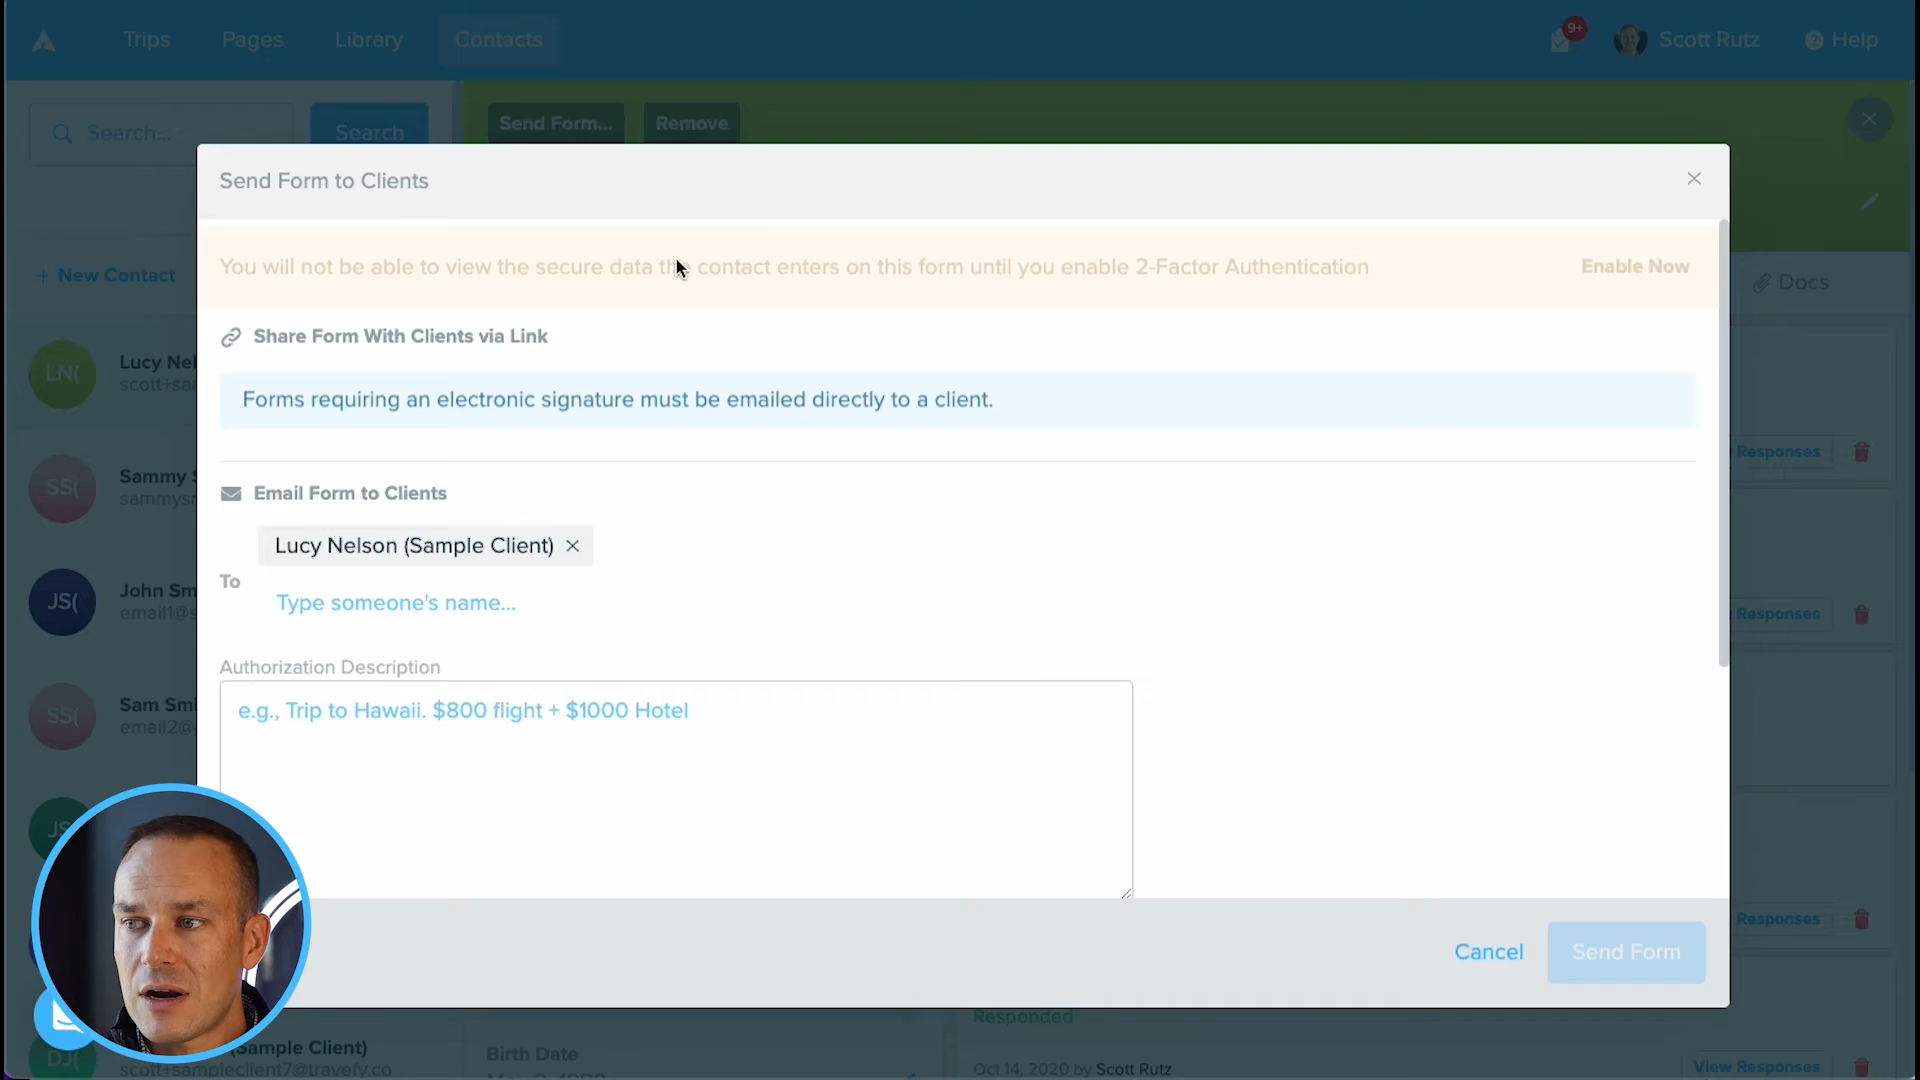 Trips
Pages
Library
Contacts
9+
Scott Rutz
Help
Search...
Search
Send Form...
Remove
Send Form to Clients
You will not be able to view the secure data the contact enters on this form until you enable 2-Factor Authentication
Enable Now
+ New Contact
Docs
Share Form With Clients via Link
Forms requiring an electronic signature must be emailed directly to a client.
LN(
Lucy Nel
scott+sa
Responses
Email Form to Clients
SS(
Sammy S
sammysm
Lucy Nelson (Sample Client)
To
Type someone's name...
JS(
John Sm
email1@s
Responses
Authorization Description
e.g., Trip to Hawaii. $800 flight + $1000 Hotel
SS(
Sam Smi
email2@
JS
Responses
Cancel
Send Form
Responded
DJ(
(Sample Client)
scott+sampleclient7@travefy.co
Birth Date
Oct 14, 2020 by Scott Rutz
View Responses